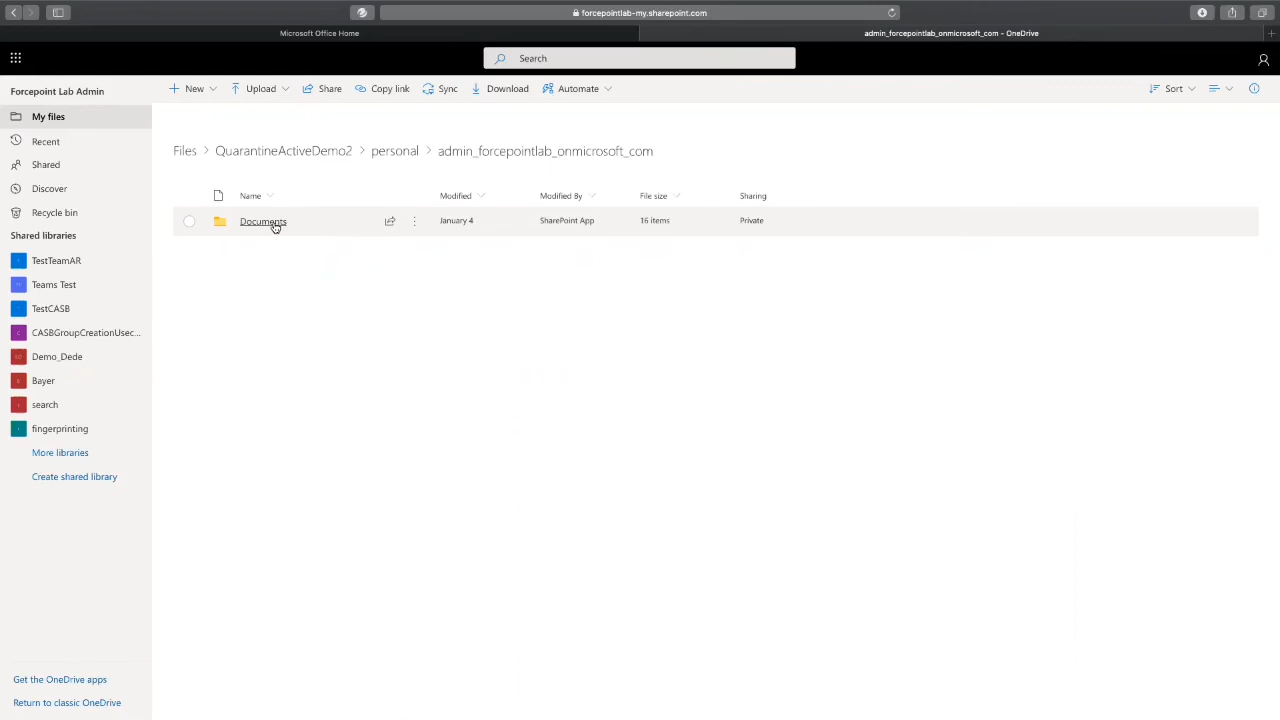 forcepointlab-my.sharepoint.com
Microsoft Office Home
admin_forcepointlab_onmicrosoft_com - OneDrive
Search
Forcepoint Lab Admin
New
Upload
Share
Copy link
Sync
Download
Automate
Sort
My files
Recent
Shared
Discover
Recycle bin
Shared libraries
TestTeamAR
Teams Test
TestCASB
CASBGroupCreationUsec...
Demo_Dede
Bayer
search
fingerprinting
More libraries
Create shared library
Get the OneDrive apps
Return to classic OneDrive
Files > QuarantineActiveDemo2 > personal > admin_forcepointlab_onmicrosoft_com
Name Modified Modified By File size Sharing
Documents January 4 SharePoint App 16 items Private